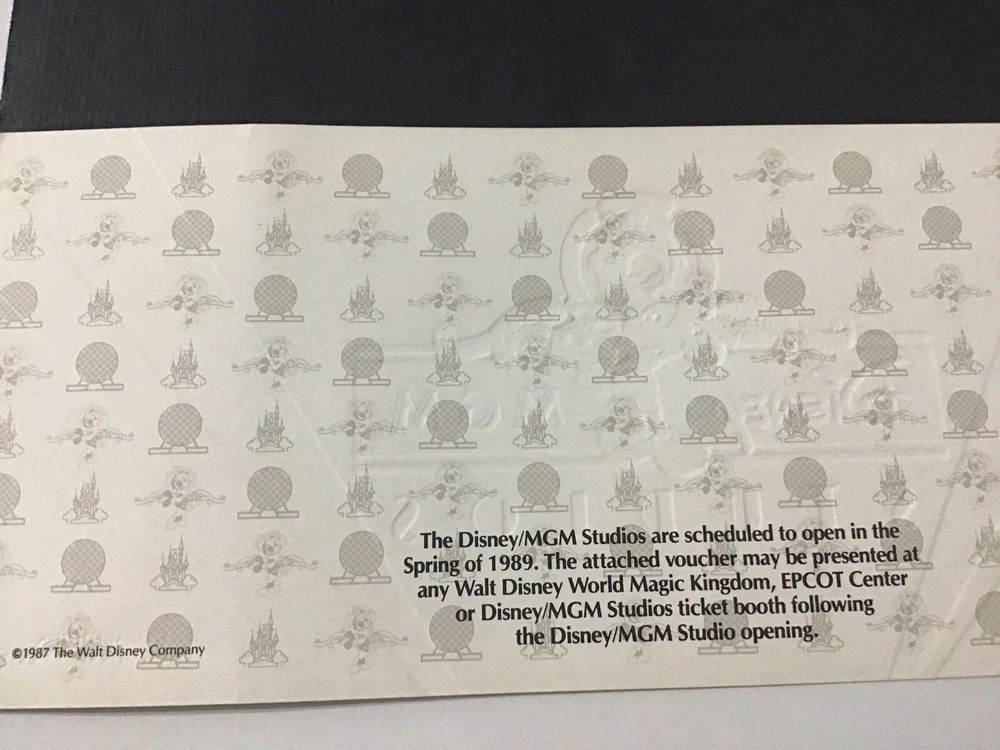 The Disney/MGM Studios are scheduled to open in the
Spring of 1989. The attached voucher may be presented at
any Walt Disney World Magic Kingdom, EPCOT Center
or Disney/MGM Studios ticket booth following
the Disney/MGM Studio opening.
©1987 The Walt Disney Company